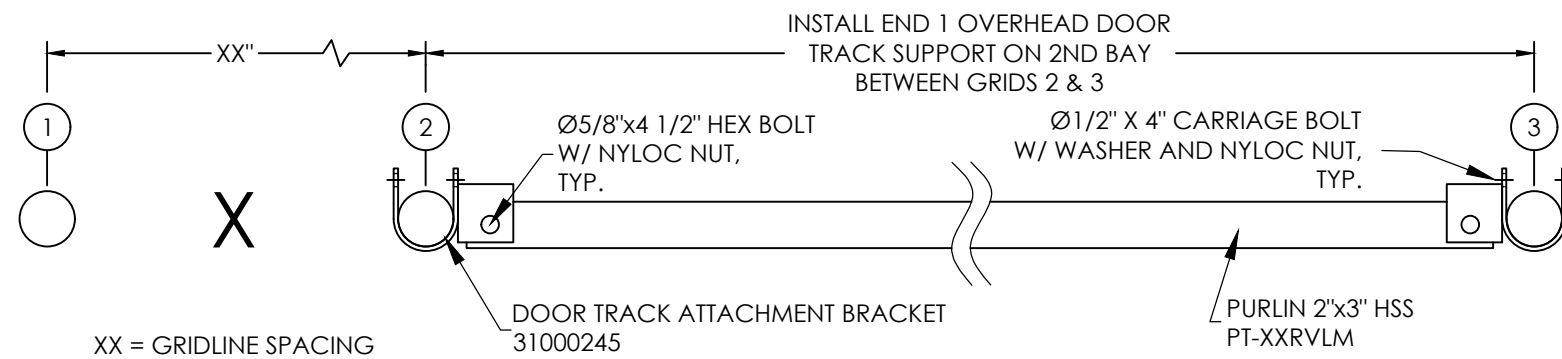 XX"
INSTALL END 1 OVERHEAD DOOR
TRACK SUPPORT ON 2ND BAY
BETWEEN GRIDS 2 & 3
1
2
3
Ø5/8"x4 1/2" HEX BOLT
W/ NYLOC NUT,
TYP.
Ø1/2" X 4" CARRIAGE BOLT
W/ WASHER AND NYLOC NUT,
TYP.
X
DOOR TRACK ATTACHMENT BRACKET
31000245
PURLIN 2"x3" HSS
PT-XXRVLM
XX = GRIDLINE SPACING